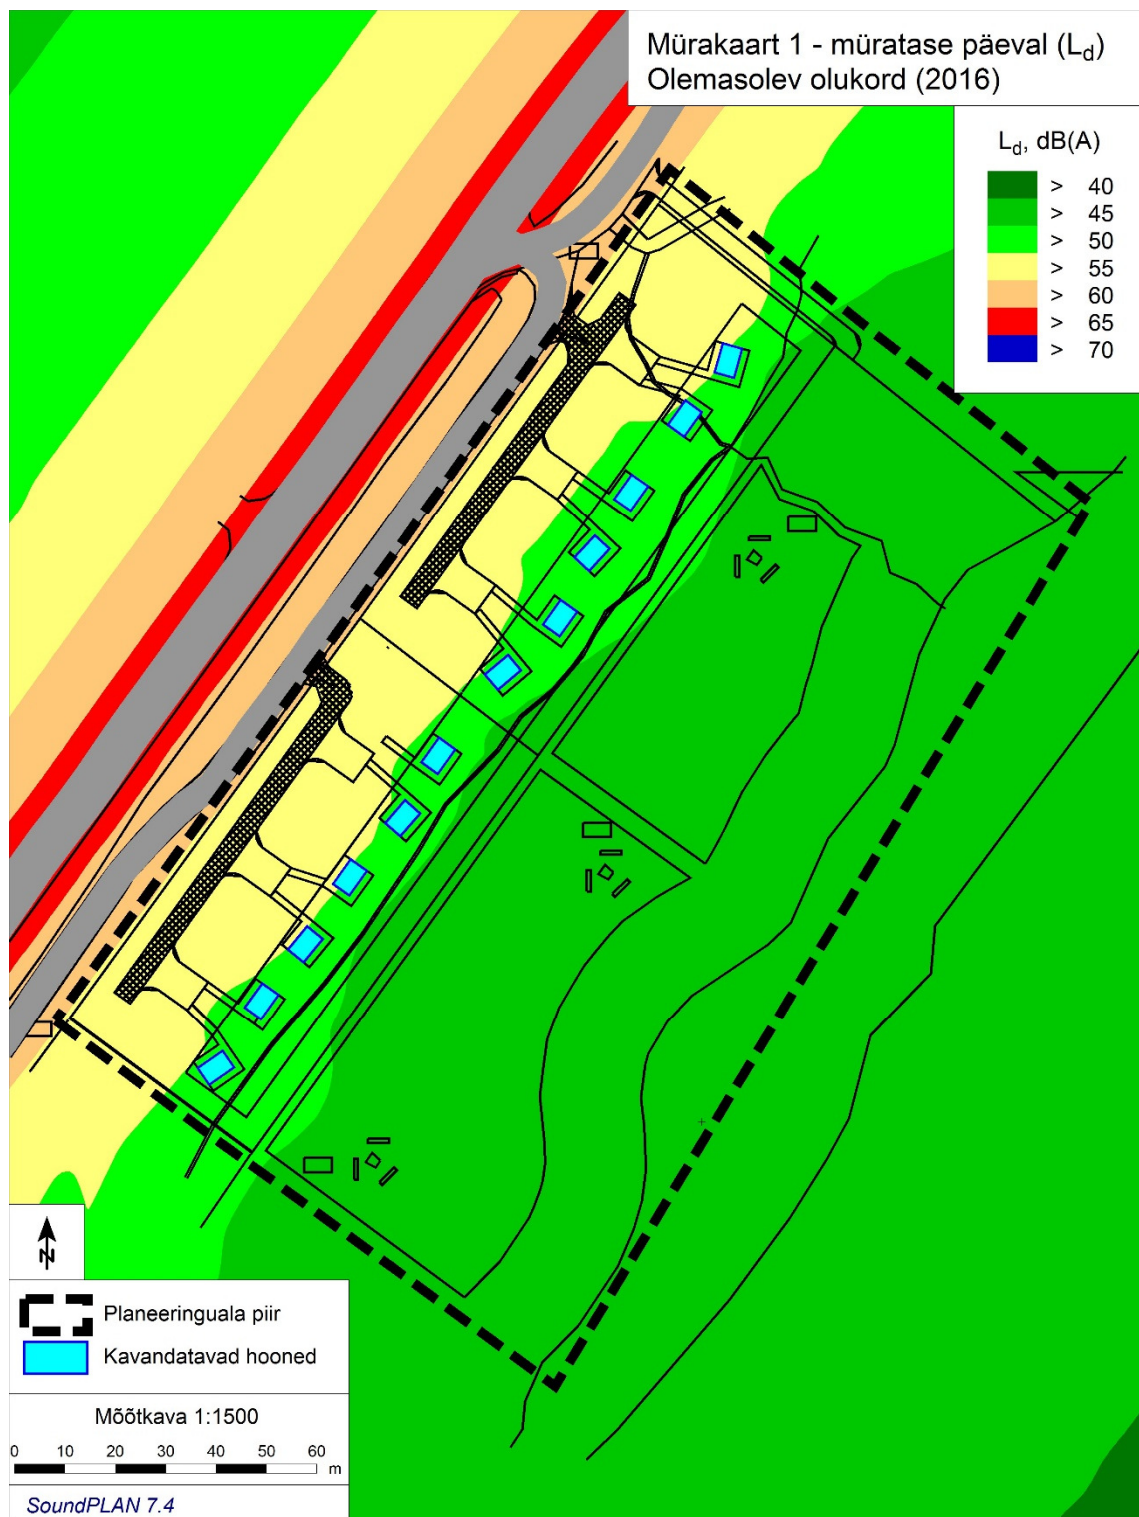 Mürakaart 1 - müratase päeval (Ld)
Olemasolev olukord (2016)
Ld, dB(A)
> 40
> 45
> 50
> 55
> 60
> 65
> 70
N
Planeeringuala piir
Kavandatavad hooned
Mõõtkava 1:1500
0 10 20 30 40 50 60
m
SoundPLAN 7.4